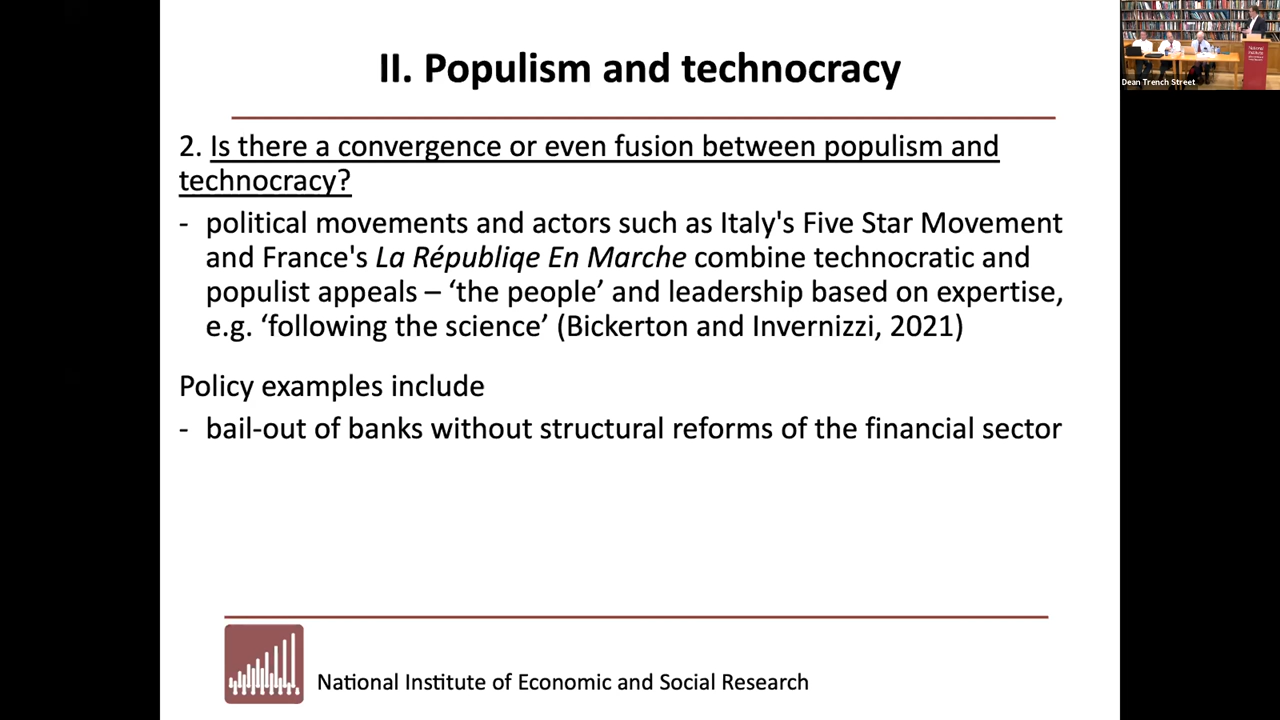 II. Populism and technocracy
2. Is there a convergence or even fusion between populism and
technocracy?
- political movements and actors such as Italy's Five Star Movement
and France's La Républiqe En Marche combine technocratic and
populist appeals – ‘the people’ and leadership based on expertise,
e.g. ‘following the science’ (Bickerton and Invernizzi, 2021)
Policy examples include
- bail-out of banks without structural reforms of the financial sector
National Institute of Economic and Social Research
Dean Trench Street